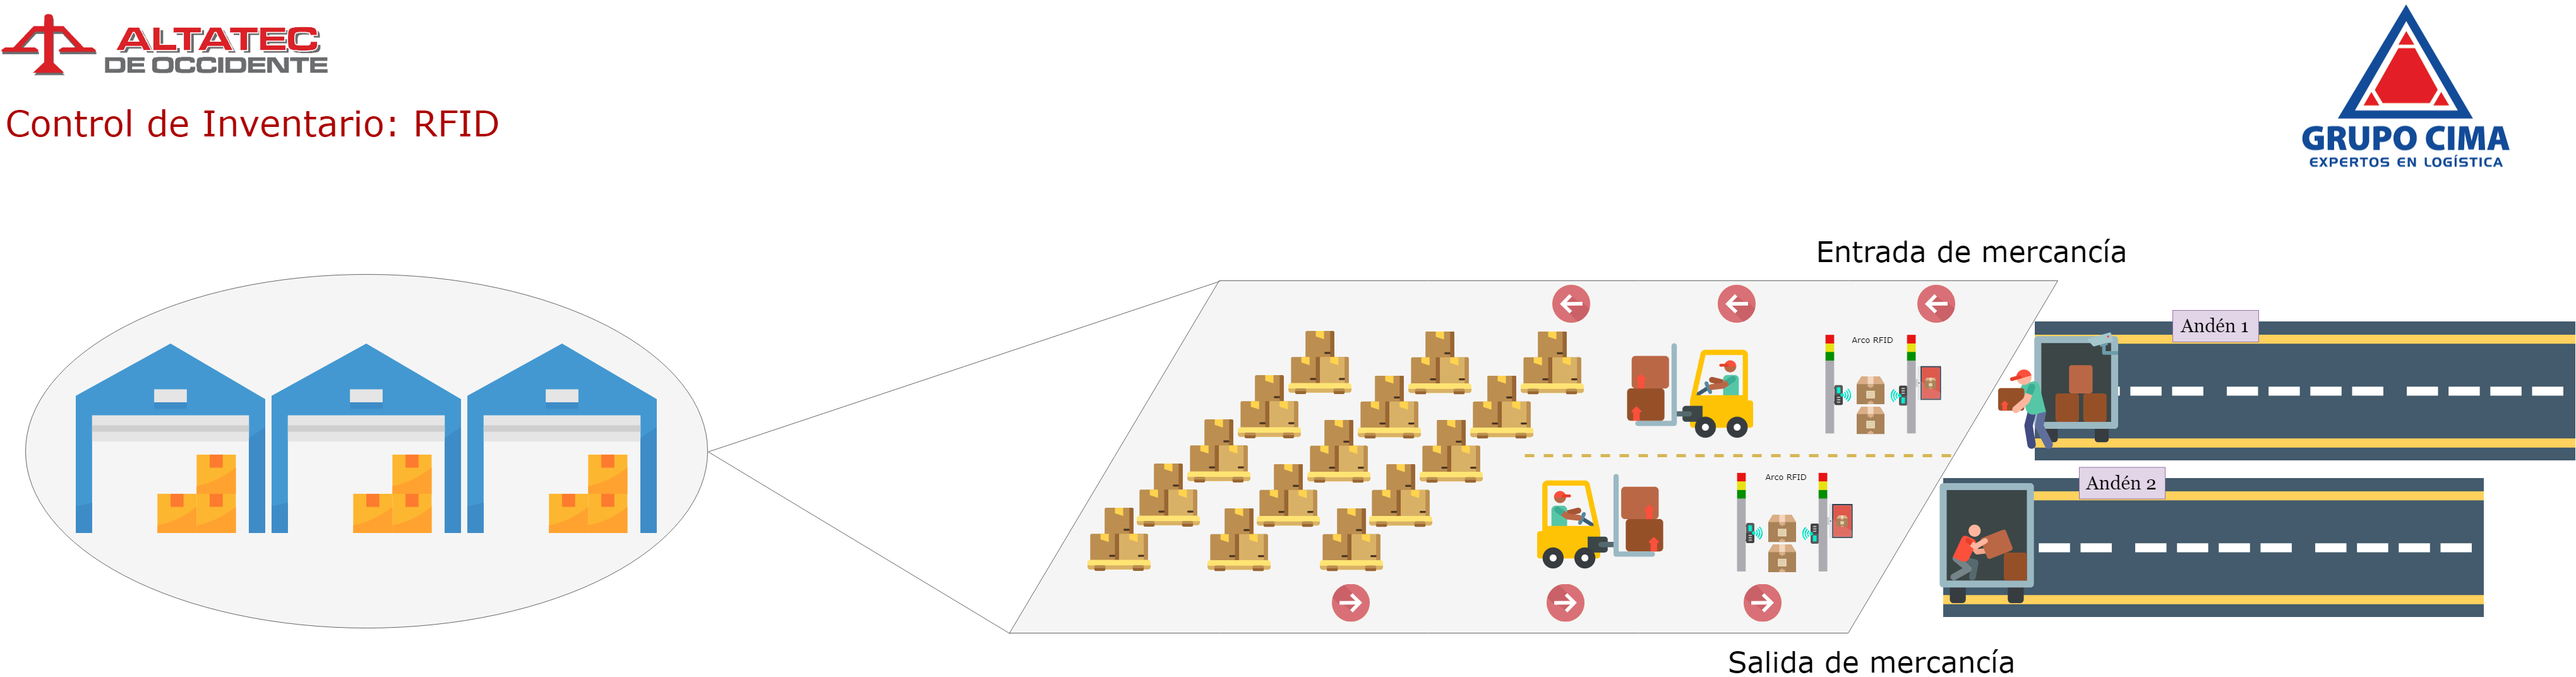 ALTATEC
DE OCCIDENTE
Control de Inventario: RFID
GRUPO CIMA
EXPERTOS EN LOGÍSTICA
Entrada de mercancía
Andén 1
Arco RFID
Andén 2
Arco RFID
Salida de mercancía